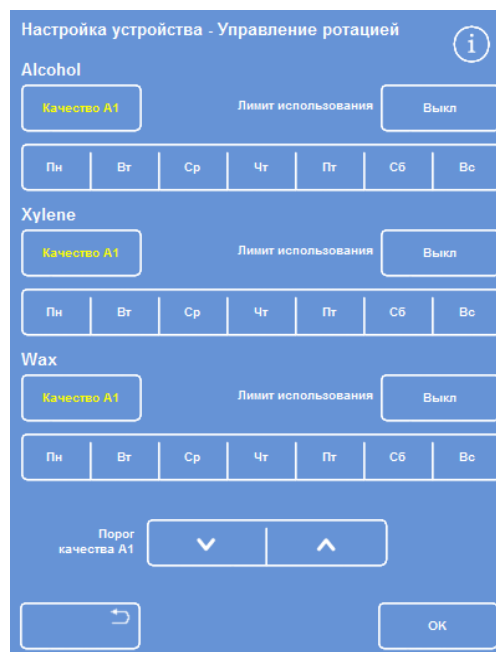 Настройка устройства - Управление ротацией
i
Alcohol
Качество A1 Лимит использования Выкл
Пн Вт Ср Чт Пт Сб Вс
Xylene
Качество A1 Лимит использования Выкл
Пн Вт Ср Чт Пт Сб Вс
Wax
Качество A1 Лимит использования Выкл
Пн Вт Ср Чт Пт Сб Вс
Порог
качества A1
OK